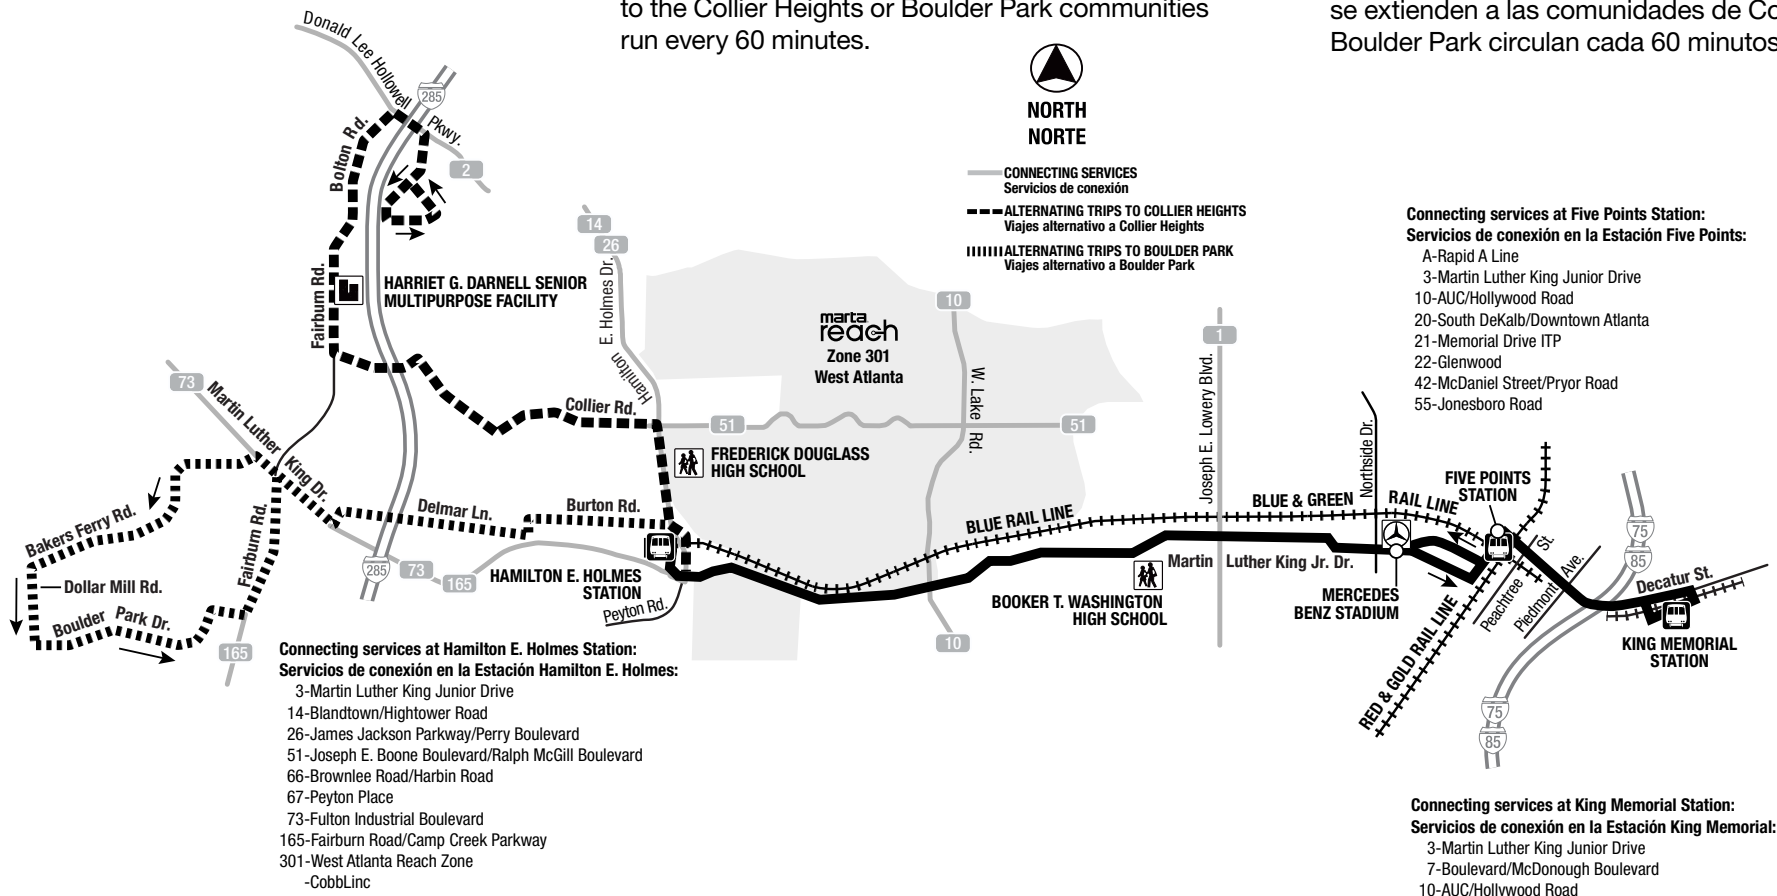 to the Collier Heights or Boulder Park communities
run every 60 minutes.
se extienden a las comunidades de Co
Boulder Park circulan cada 60 minutos
NORTH
NORTE
CONNECTING SERVICES
Servicios de conexión
ALTERNATING TRIPS TO COLLIER HEIGHTS
Viajes alternativo a Collier Heights
ALTERNATING TRIPS TO BOULDER PARK
Viajes alternativo a Boulder Park
Donald Lee Hollowell
Pkwy.
285
2
Bolton Rd.
Fairburn Rd.
HARRIET G. DARNELL SENIOR
MULTIPURPOSE FACILITY
14
26
E. Holmes Dr.
Hamilton
marta
reach
Zone 301
West Atlanta
10
W. Lake Rd.
1
Joseph E. Lowery Blvd.
Connecting services at Five Points Station:
Servicios de conexión en la Estación Five Points:
A-Rapid A Line
3-Martin Luther King Junior Drive
10-AUC/Hollywood Road
20-South DeKalb/Downtown Atlanta
21-Memorial Drive ITP
22-Glenwood
42-McDaniel Street/Pryor Road
55-Jonesboro Road
73
Martin Luther King Dr.
Collier Rd.
51
51
FREDERICK DOUGLASS
HIGH SCHOOL
Bakers Ferry Rd.
Fairburn Rd.
Delmar Ln.
Burton Rd.
Dollar Mill Rd.
Boulder Park Dr.
165
285
73
165
HAMILTON E. HOLMES
STATION
Peyton Rd.
BLUE RAIL LINE
BLUE & GREEN RAIL LINE
Northside Dr.
FIVE POINTS
STATION
Martin Luther King Jr. Dr.
BOOKER T. WASHINGTON
HIGH SCHOOL
10
MERCEDES
BENZ STADIUM
RED & GOLD RAIL LINE
Peachtree St.
Piedmont Ave.
75
85
Decatur St.
KING MEMORIAL
STATION
75
85
Connecting services at Hamilton E. Holmes Station:
Servicios de conexión en la Estación Hamilton E. Holmes:
3-Martin Luther King Junior Drive
14-Blandtown/Hightower Road
26-James Jackson Parkway/Perry Boulevard
51-Joseph E. Boone Boulevard/Ralph McGill Boulevard
66-Brownlee Road/Harbin Road
67-Peyton Place
73-Fulton Industrial Boulevard
165-Fairburn Road/Camp Creek Parkway
301-West Atlanta Reach Zone
-CobbLinc
Connecting services at King Memorial Station:
Servicios de conexión en la Estación King Memorial:
3-Martin Luther King Junior Drive
7-Boulevard/McDonough Boulevard
10-AUC/Hollywood Road